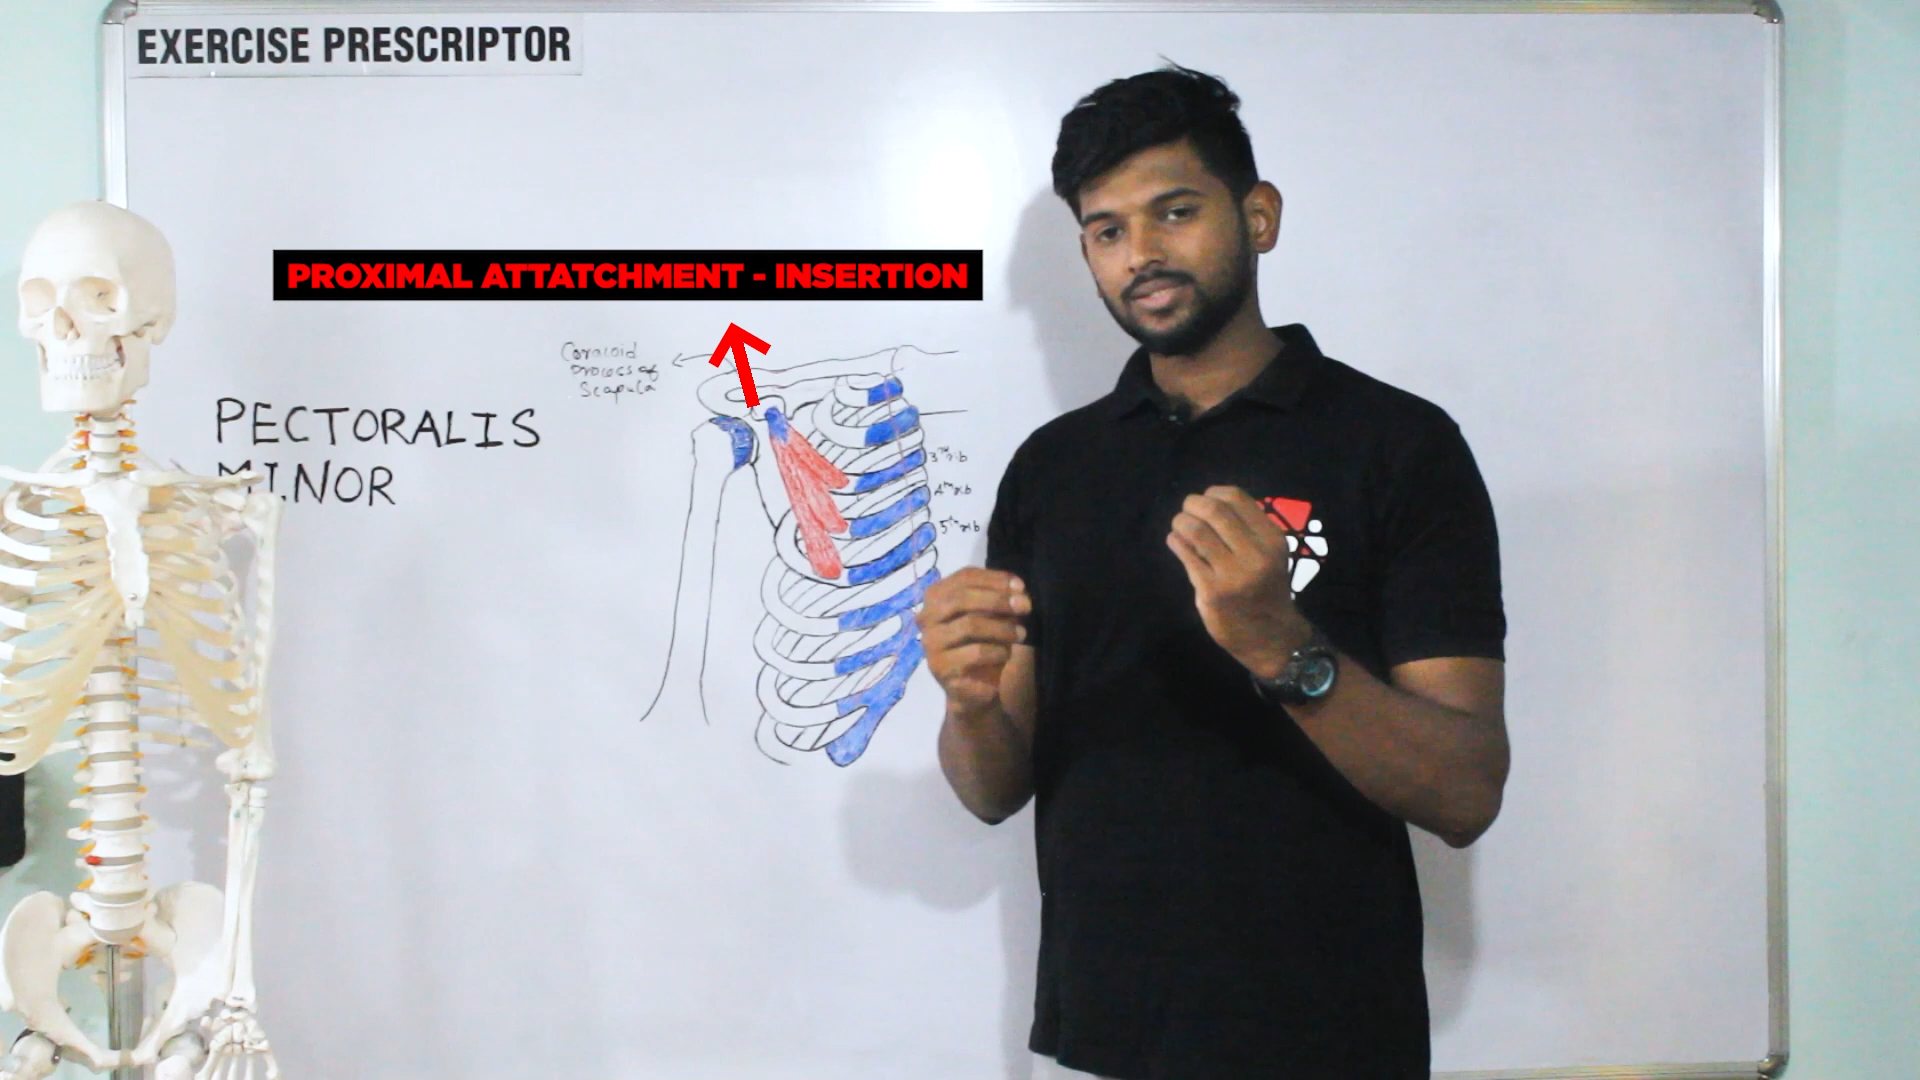 EXERCISE PRESCRIPTOR
PROXIMAL ATTATCHMENT - INSERTION
Coracoid
Process of
Scapula
PECTORALIS
MINOR
3rd rib
4th rib
5th rib